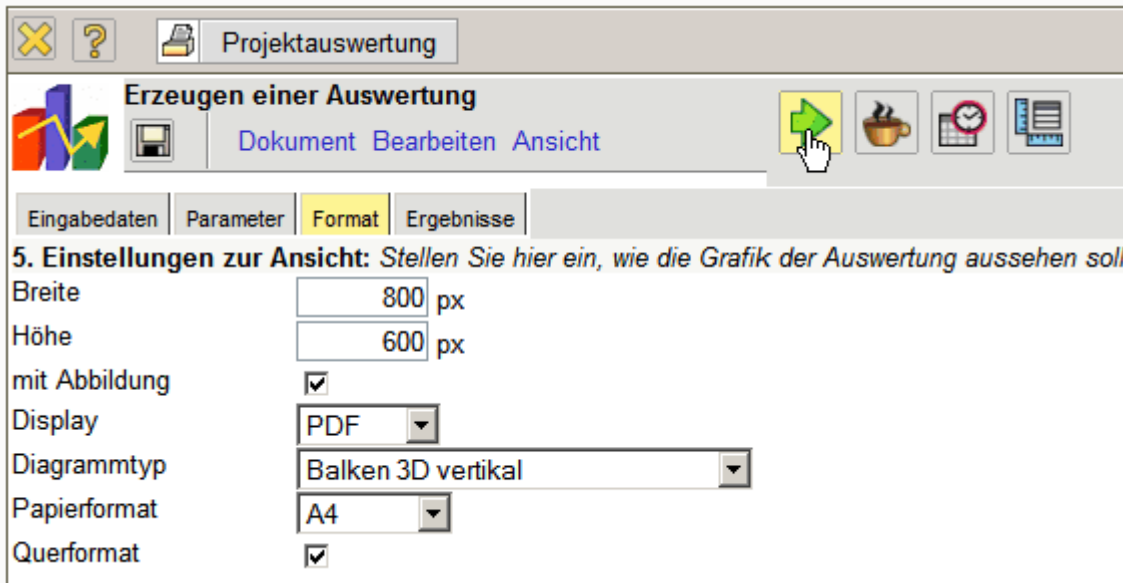 Projektauswertung
Erzeugen einer Auswertung
Dokument Bearbeiten Ansicht
Eingabedaten Parameter Format Ergebnisse
5. Einstellungen zur Ansicht: Stellen Sie hier ein, wie die Grafik der Auswertung aussehen soll
Breite 800 px
Höhe 600 px
mit Abbildung
Display PDF
Diagrammtyp Balken 3D vertikal
Papierformat A4
Querformat